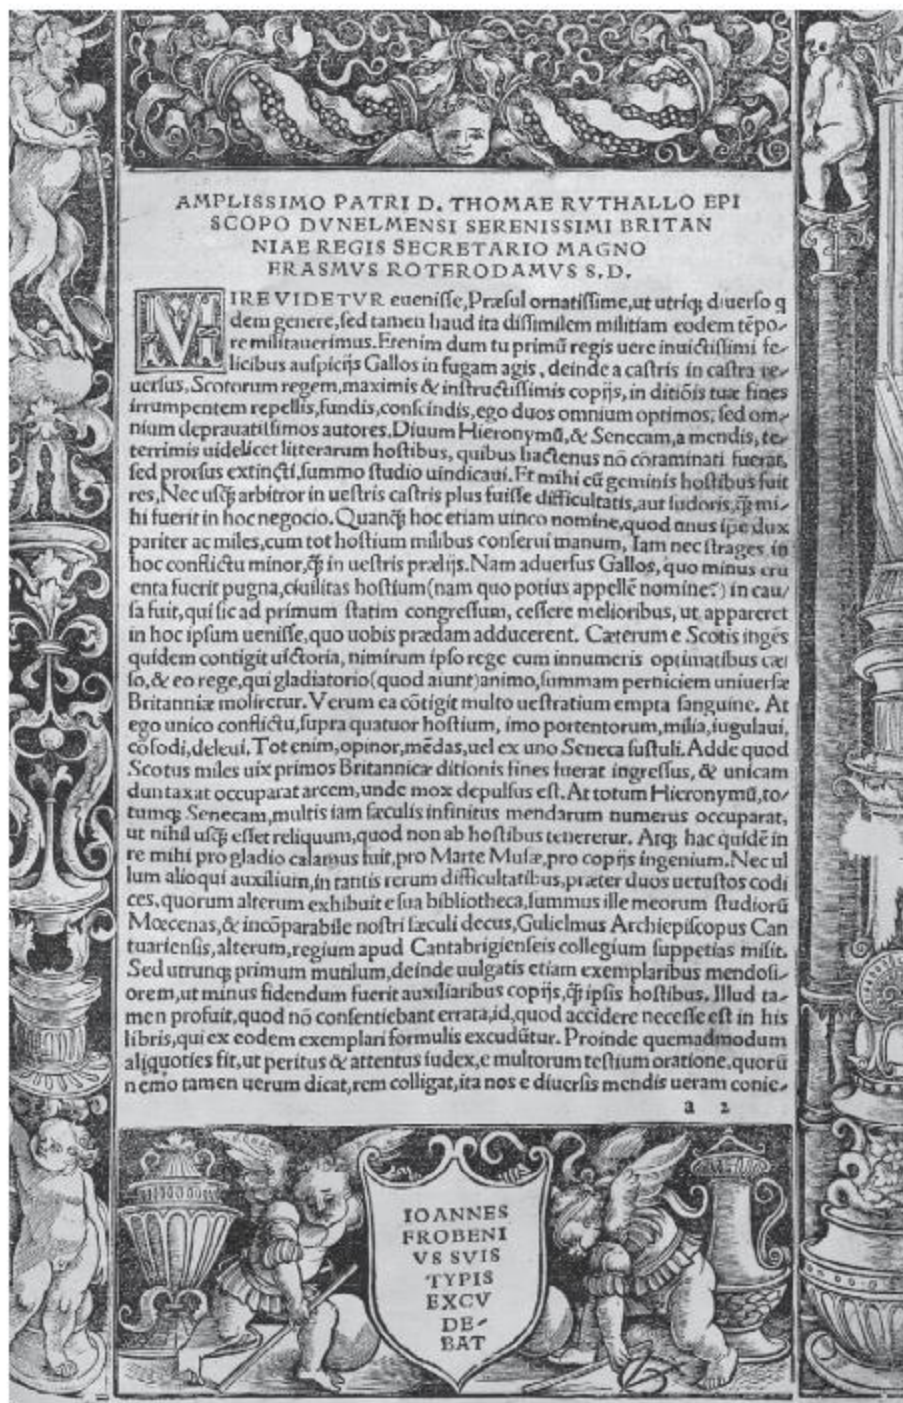 AMPLISSIMO PATRI D. THOMAE RVTHALLO EPI
SCOPO DVNELMENSI SERENISSIMI BRITAN
NIAE REGIS SECRETARIO MAGNO
ERASMVS ROTERODAMVS S.D.
MIRE VIDETVR eueniſſe, Præſul ornatiſſime, ut utriq; diuerſo q
dem genere, ſed tamen haud ita diſſimilem militiam eodem tēpo-
re militauerimus. Etenim dum tu primū regis uere inuictiſſimi fe-
licibus auſpicijs Gallos in fugam agis, deinde a caſtris in caſtra re-
uerſus, Scotorum regem, maximis & inſtructiſſimis copijs, in ditiōis tuæ fines
irrumpentem repellis, fundis, conſcindis, ego duos omnium optimos, ſed om-
nium deprauatiſſimos autores. Diuum Hieronymū, & Senecam, a mendis, te-
terrimis uidelicet litterarum hoſtibus, quibus hactenus nō cōtaminati fuerāt,
ſed prorſus extincti, ſummo ſtudio uindicaui. Et mihi cū geminis hoſtibus fuit
res, Nec uſq̄ arbitror in ueſtris caſtris plus fuiſſe difficultatis, aut ſudoris, q̄ mi-
hi fuerit in hoc negocio. Quanq̄ hoc etiam uinco nomine, quod unus ipe dux
pariter ac miles, cum tot hoſtium milibus conſerui manum, Iam nec ſtrages in
hoc conflictu minor, q̄ in ueſtris prælijs. Nam aduerſus Gallos, quo minus cru
enta fuerit pugna, ciuilitas hoſtium (nam quo potius appellē nomine?) in cau/
ſa fuit, qui ſic ad primum ſtatim congreſſum, ceſſere melioribus, ut appareret
in hoc ipſum ueniſſe, quo uobis prædam adducerent. Cæterum e Scotis ingēs
quidem contigit uictoria, nimirum ipſo rege cum innumeris optimatibus cæ
ſo, & eo rege, qui gladiatorio (quod aiunt) animo, ſummam perniciem uniuerſæ
Britanniæ moliretur. Verum ea cōtigit multo ueſtratium empta ſanguine. At
ego unico conflictu, ſupra quatuor hoſtium, imo portentorum, milia, iugulaui,
cōfodi, deleui. Tot enim, opinor, mēdas, uel ex uno Seneca ſuſtuli. Adde quod
Scotus miles uix primos Britannicæ ditionis fines fuerat ingreſſus, & unicam
duntaxat occuparat arcem, unde mox depulſus eſt. At totum Hieronymū, to-
tumq; Senecam, multis iam ſæculis infinitus mendarum numerus occuparat,
ut nihil uſq̄ eſſet reliquum, quod non ab hoſtibus teneretur. Atq; hac quidē in
re mihi pro gladio calamus fuit, pro Marte Muſæ, pro copijs ingenium. Nec ul
lum alioqui auxilium, in tantis rerum difficultatibus, præter duos uetuſtos codi
ces, quorum alterum exhibuit e ſua bibliotheca, ſummus ille meorum ſtudiorū
Mœcenas, & incōparabile noſtri ſæculi decus, Gulielmus Archiepiſcopus Can
tuarienſis, alterum, regium apud Cantabrigienſeis collegium ſuppetias miſit.
Sed utrunq; primum mutilum, deinde uulgatis etiam exemplaribus mendoſi-
orem, ut minus fidendum fuerit auxiliaribus copijs, q̄ ipſis hoſtibus. Illud ta-
men profuit, quod nō conſentiebant errata, id, quod accidere neceſſe eſt in his
libris, qui ex eodem exemplari formulis excudūtur. Proinde quemadmodum
aliquoties fit, ut peritus & attentus iudex, e multorum teſtium oratione, quorū
nemo tamen uerum dicat, rem colligat, ita nos e diuerſis mendis ueram conie-
a 2
IOANNES
FROBENI
VS SVIS
TYPIS
EXCV
DE-
BAT